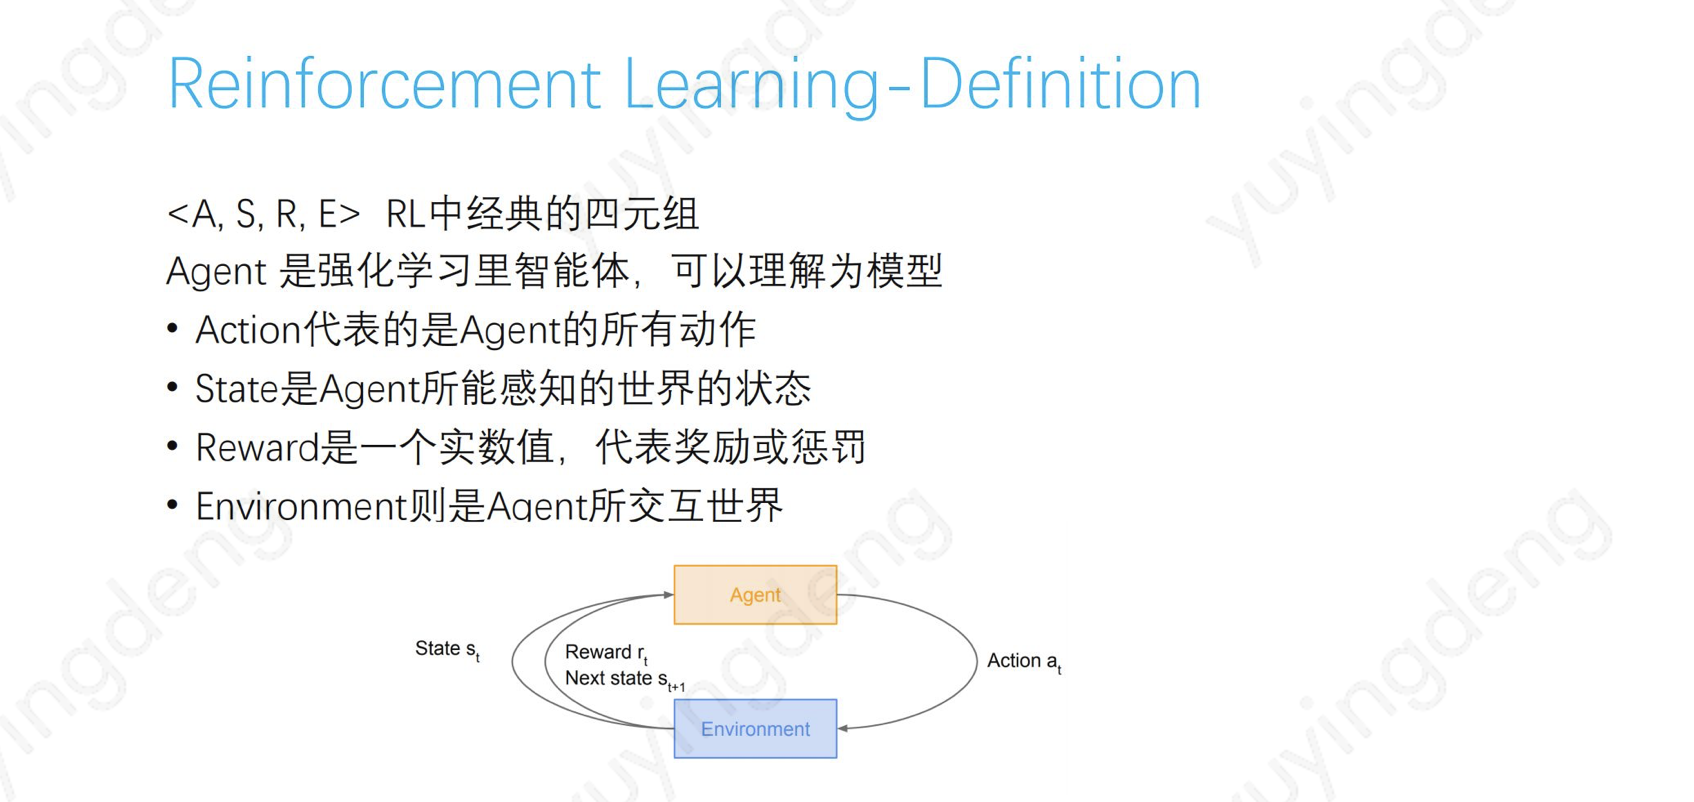 Reinforcement Learning-Definition
<A, S, R, E> RL中经典的四元组
Agent 是强化学习里智能体，可以理解为模型
• Action代表的是Agent的所有动作
• State是Agent所能感知的世界的状态
• Reward是一个实数值，代表奖励或惩罚
• Environment则是Agent所交互世界
Agent
State st
Reward rt
Next state st+1
Action at
Environment
yuyingdeng
yuyingdeng
yuyingdeng
yuyingdeng
yuyingdeng
yuyingdeng